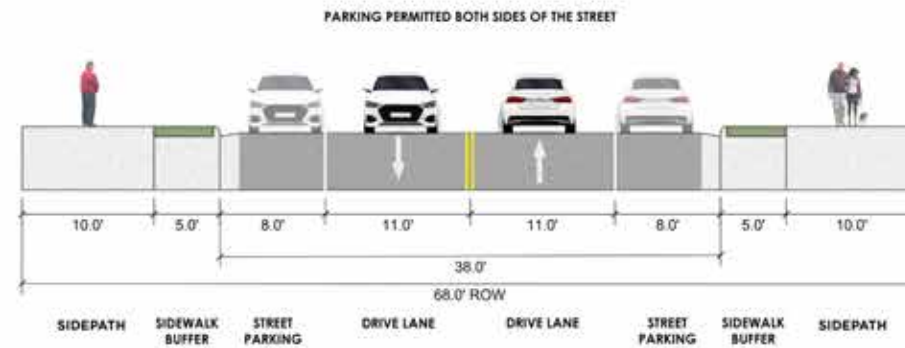 PARKING PERMITTED BOTH SIDES OF THE STREET
10.0' 5.0' 8.0' 11.0' 11.0' 8.0' 5.0' 10.0'
38.0'
68.0' ROW
SIDEPATH SIDEWALK STREET DRIVE LANE DRIVE LANE STREET SIDEWALK SIDEPATH
BUFFER PARKING PARKING BUFFER